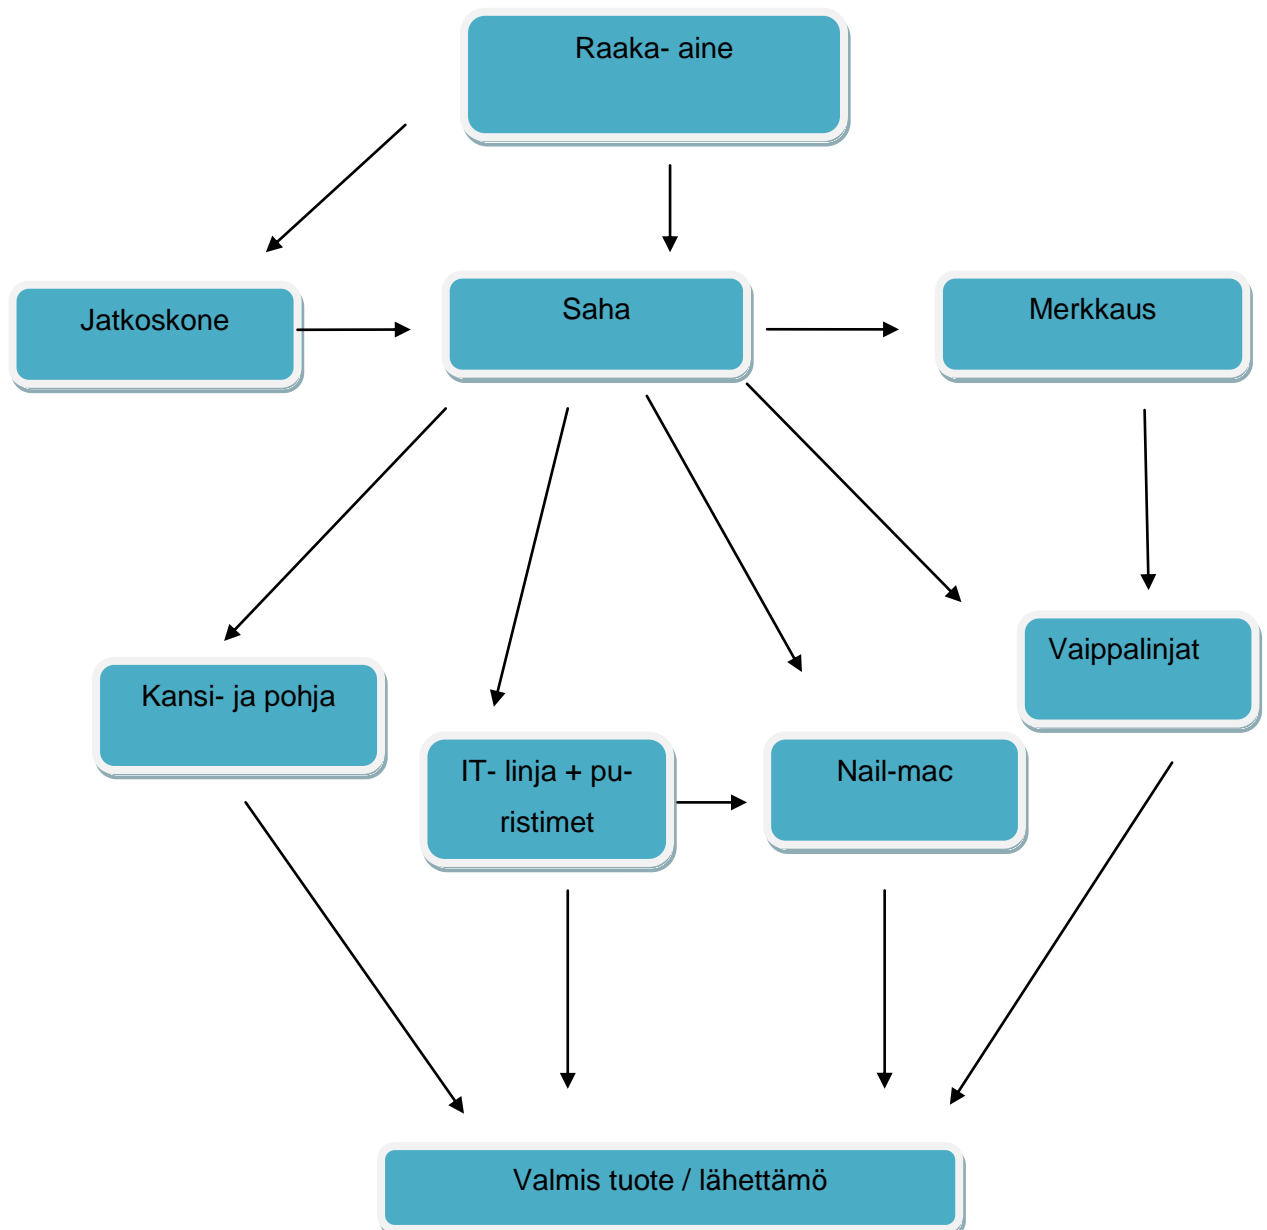 Raaka- aine
Jatkoskone
Saha
Merkkaus
Kansi- ja pohja
IT- linja + pu-
ristimet
Nail-mac
Vaippalinjat
Valmis tuote / lähettämö